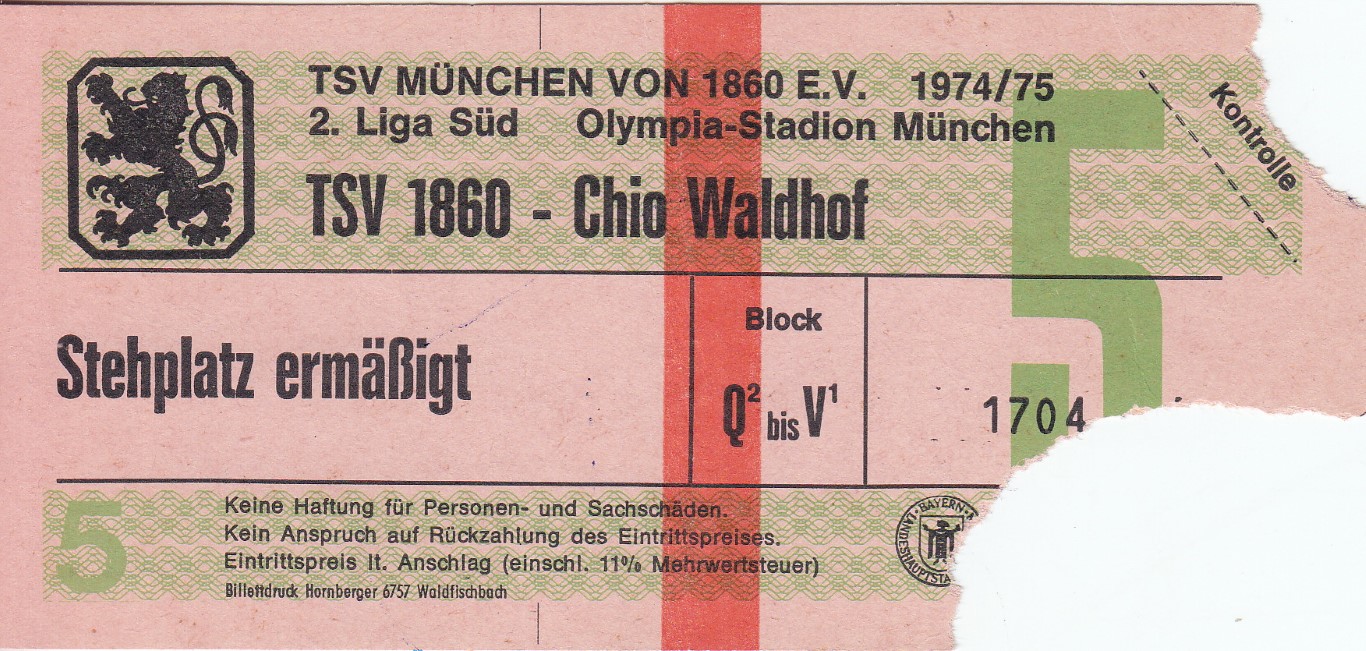 TSV MÜNCHEN VON 1860 E.V. 1974/75
2. Liga Süd Olympia-Stadion München
TSV 1860 - Chio Waldhof
Kontrolle
5
Stehplatz ermäßigt
Block
Q² bis V¹
1704
5
Keine Haftung für Personen- und Sachschäden.
Kein Anspruch auf Rückzahlung des Eintrittspreises.
Eintrittspreis lt. Anschlag (einschl. 11% Mehrwertsteuer)
Billettdruck Hornberger 6757 Waldfischbach
BAYERN
LANDESHAUPTSTA